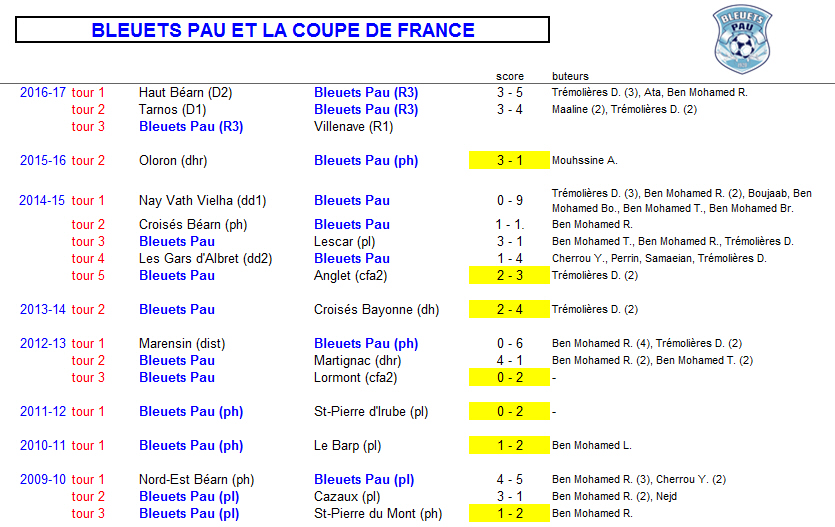 BLEUETS PAU ET LA COUPE DE FRANCE
BLEUETS
PAU
score buteurs
2016-17 tour 1 Haut Béarn (D2) Bleuets Pau (R3) 3 - 5 Trémolières D. (3), Ata, Ben Mohamed R.
tour 2 Tarnos (D1) Bleuets Pau (R3) 3 - 4 Maaline (2), Trémolières D. (2)
tour 3 Bleuets Pau (R3) Villenave (R1)
2015-16 tour 2 Oloron (dhr) Bleuets Pau (ph) 3 - 1 Mouhssine A.
2014-15 tour 1 Nay Vath Vielha (dd1) Bleuets Pau 0 - 9 Trémolières D. (3), Ben Mohamed R. (2), Boujaab, Ben
Mohamed Bo., Ben Mohamed T., Ben Mohamed Br.
tour 2 Croisés Béarn (ph) Bleuets Pau 1 - 1. Ben Mohamed R.
tour 3 Bleuets Pau Lescar (pl) 3 - 1 Ben Mohamed T., Ben Mohamed R., Trémolières D.
tour 4 Les Gars d'Albret (dd2) Bleuets Pau 1 - 4 Cherrou Y., Perrin, Samaeian, Trémolières D.
tour 5 Bleuets Pau Anglet (cfa2) 2 - 3 Trémolières D. (2)
2013-14 tour 2 Bleuets Pau Croisés Bayonne (dh) 2 - 4 Trémolières D. (2)
2012-13 tour 1 Marensin (dist) Bleuets Pau (ph) 0 - 6 Ben Mohamed R. (4), Trémolières D. (2)
tour 2 Bleuets Pau Martignac (dhr) 4 - 1 Ben Mohamed R. (2), Ben Mohamed T. (2)
tour 3 Bleuets Pau Lormont (cfa2) 0 - 2 -
2011-12 tour 1 Bleuets Pau (ph) St-Pierre d'Irube (pl) 0 - 2 -
2010-11 tour 1 Bleuets Pau (ph) Le Barp (pl) 1 - 2 Ben Mohamed L.
2009-10 tour 1 Nord-Est Béarn (ph) Bleuets Pau (pl) 4 - 5 Ben Mohamed R. (3), Cherrou Y. (2)
tour 2 Bleuets Pau (pl) Cazaux (pl) 3 - 1 Ben Mohamed R. (2), Nejd
tour 3 Bleuets Pau (pl) St-Pierre du Mont (ph) 1 - 2 Ben Mohamed R.